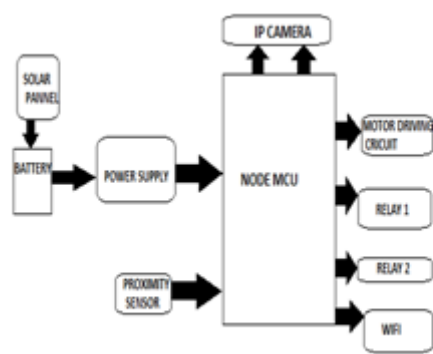 IP CAMERA
SOLAR
PANNEL
BATTERY
POWER SUPPLY
NODE MCU
MOTOR DRIVING
CRICUIT
RELAY 1
RELAY 2
PROXIMITY
SENSOR
WIFI